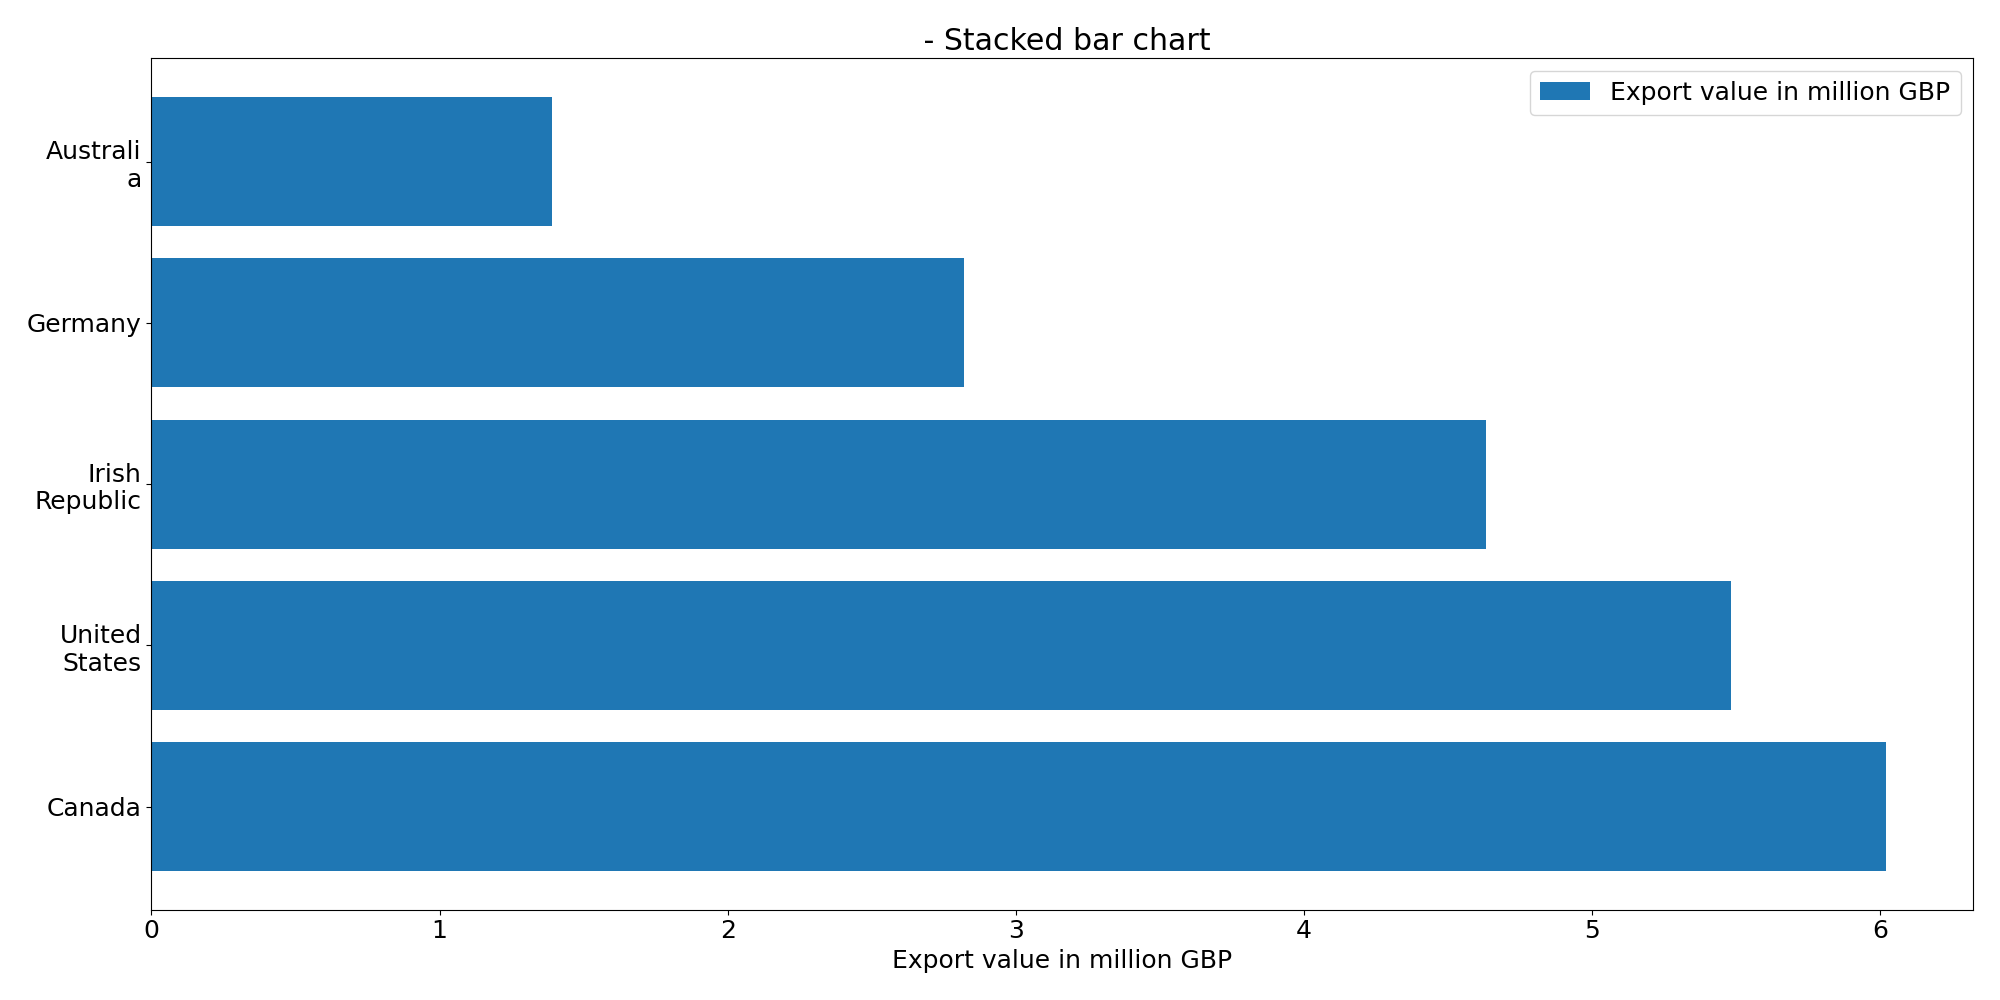 - Stacked bar chart
Export value in million GBP
Australi
a
Germany
Irish
Republic
United
States
Canada
0 1 2 3 4 5 6
Export value in million GBP